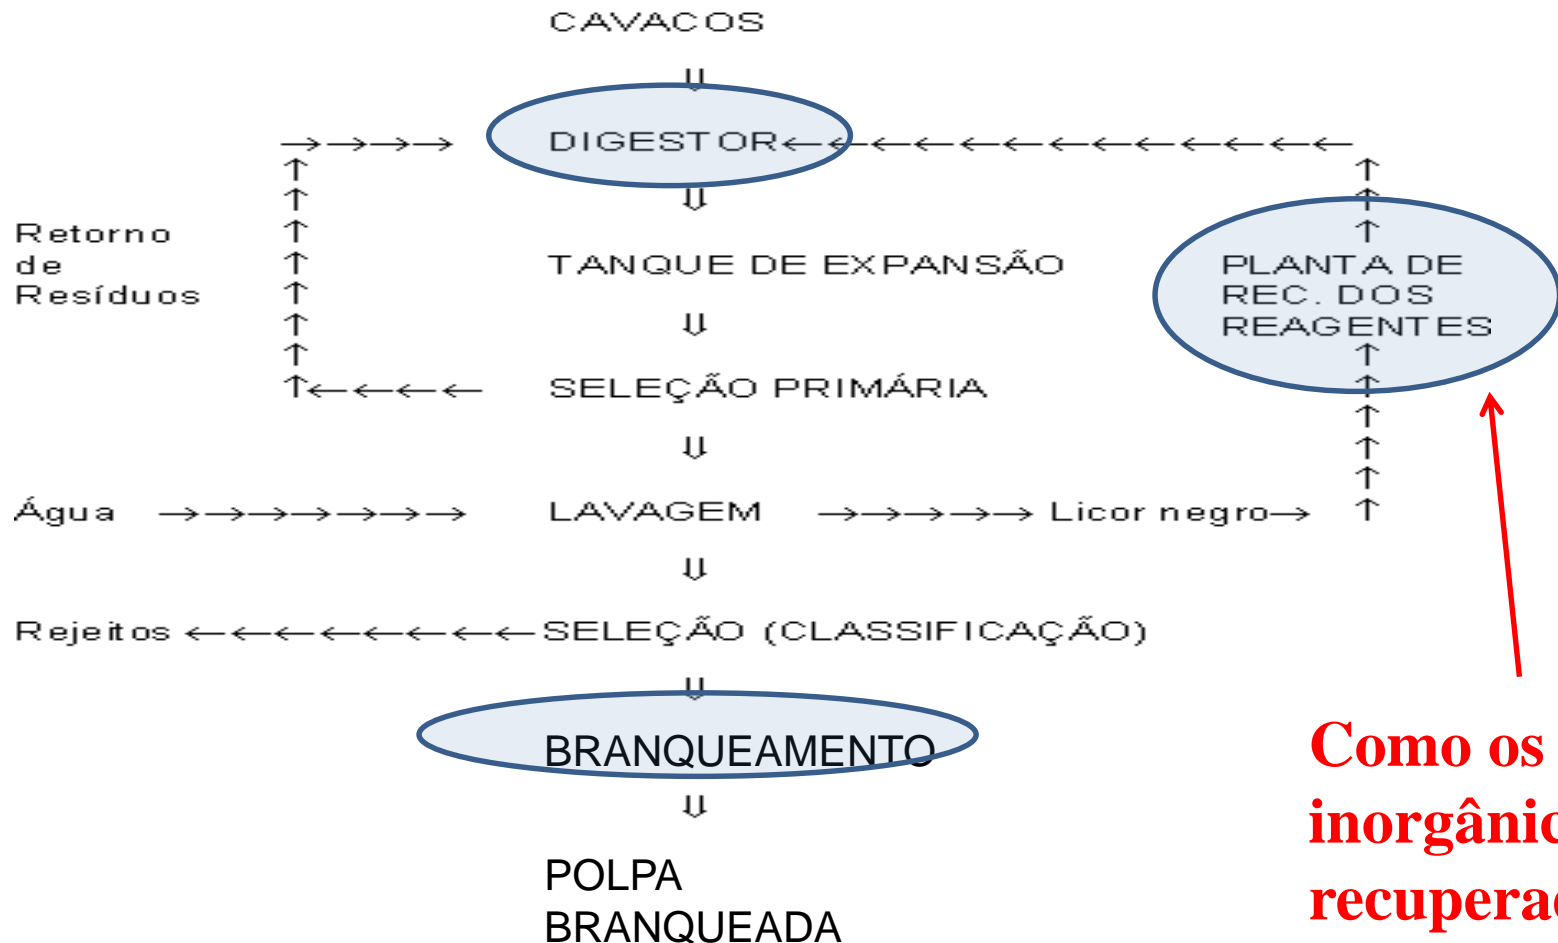 CAVACOS
DIGESTOR
Retorno
de
Resíduos
TANQUE DE EXPANSÃO
PLANTA DE
REC. DOS
REAGENTES
SELEÇÃO PRIMÁRIA
Água
LAVAGEM
Licor negro
Rejeitos
SELEÇÃO (CLASSIFICAÇÃO)
BRANQUEAMENTO
POLPA
BRANQUEADA
Como os